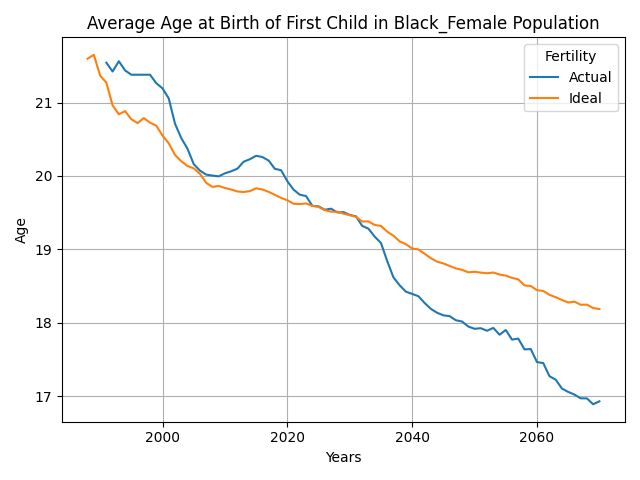 Average Age at Birth of First Child in Black_Female Population
Fertility
Actual
Ideal
Age
21
20
19
18
17
2000
2020
2040
2060
Years